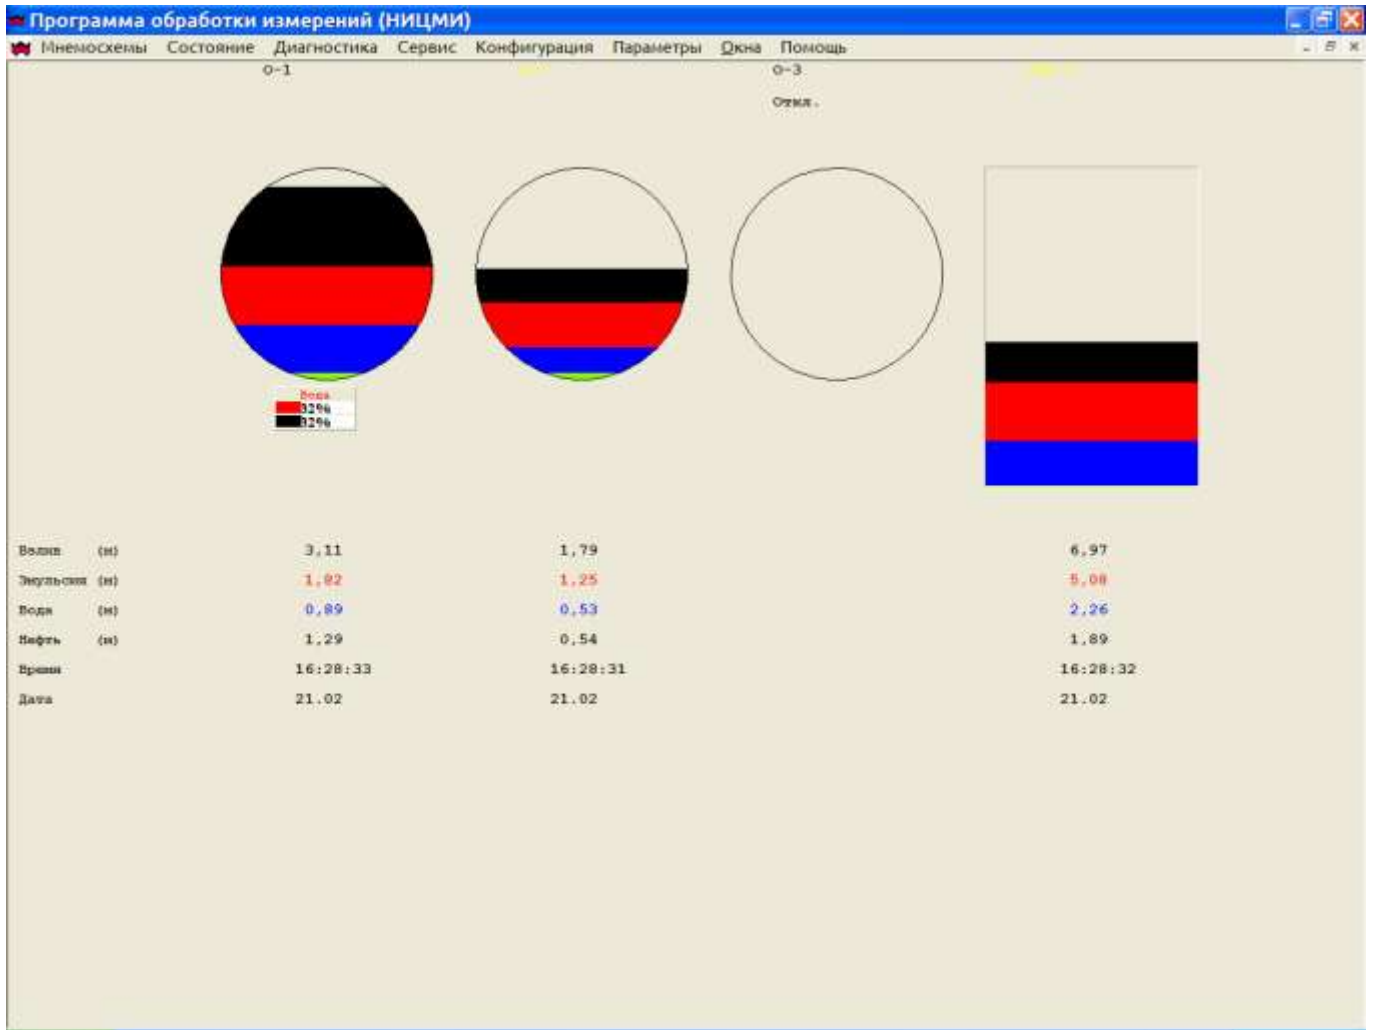 Программа обработки измерений (НИЦМИ)
Мнемосхемы Состояние Диагностика Сервис Конфигурация Параметры Окна Помощь
О-1 О-3
Откл.
Вода
32%
32%
Взлив (м) 3,11 1,79 6,97
Эмульсия (м) 1,82 1,25 5,08
Вода (м) 0,89 0,53 2,26
Нефть (м) 1,29 0,54 1,89
Время 16:28:33 16:28:31 16:28:32
Дата 21.02 21.02 21.02